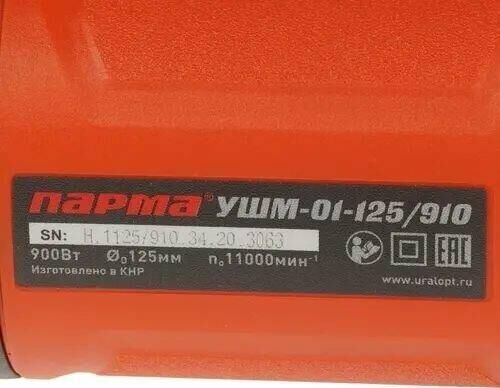 ПАРМА® УШМ-01-125/910
SN: H.1125/910.34.20.3063
900Вт Ø₀125мм n₀11000мин⁻¹
Изготовлено в КНР
www.uralopt.ru
EAC